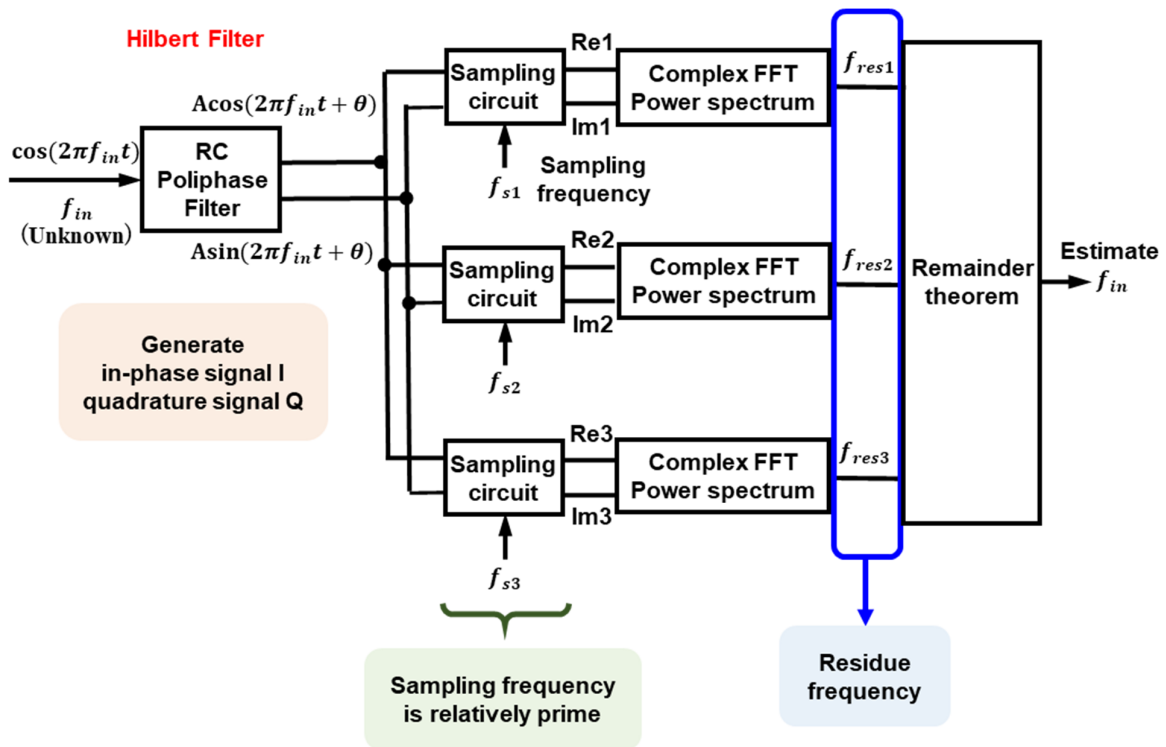 Hilbert Filter
cos(2πf_in t)
f_in
(Unknown)
RC
Poliphase
Filter
Acos(2πf_in t + θ)
Asin(2πf_in t + θ)
Generate
in-phase signal I
quadrature signal Q
Sampling
circuit
f_s1
Sampling
frequency
Re1
Im1
Complex FFT
Power spectrum
f_res1
Sampling
circuit
f_s2
Re2
Im2
Complex FFT
Power spectrum
f_res2
Sampling
circuit
f_s3
Re3
Im3
Complex FFT
Power spectrum
f_res3
Remainder
theorem
Estimate
f_in
Sampling frequency
is relatively prime
Residue
frequency